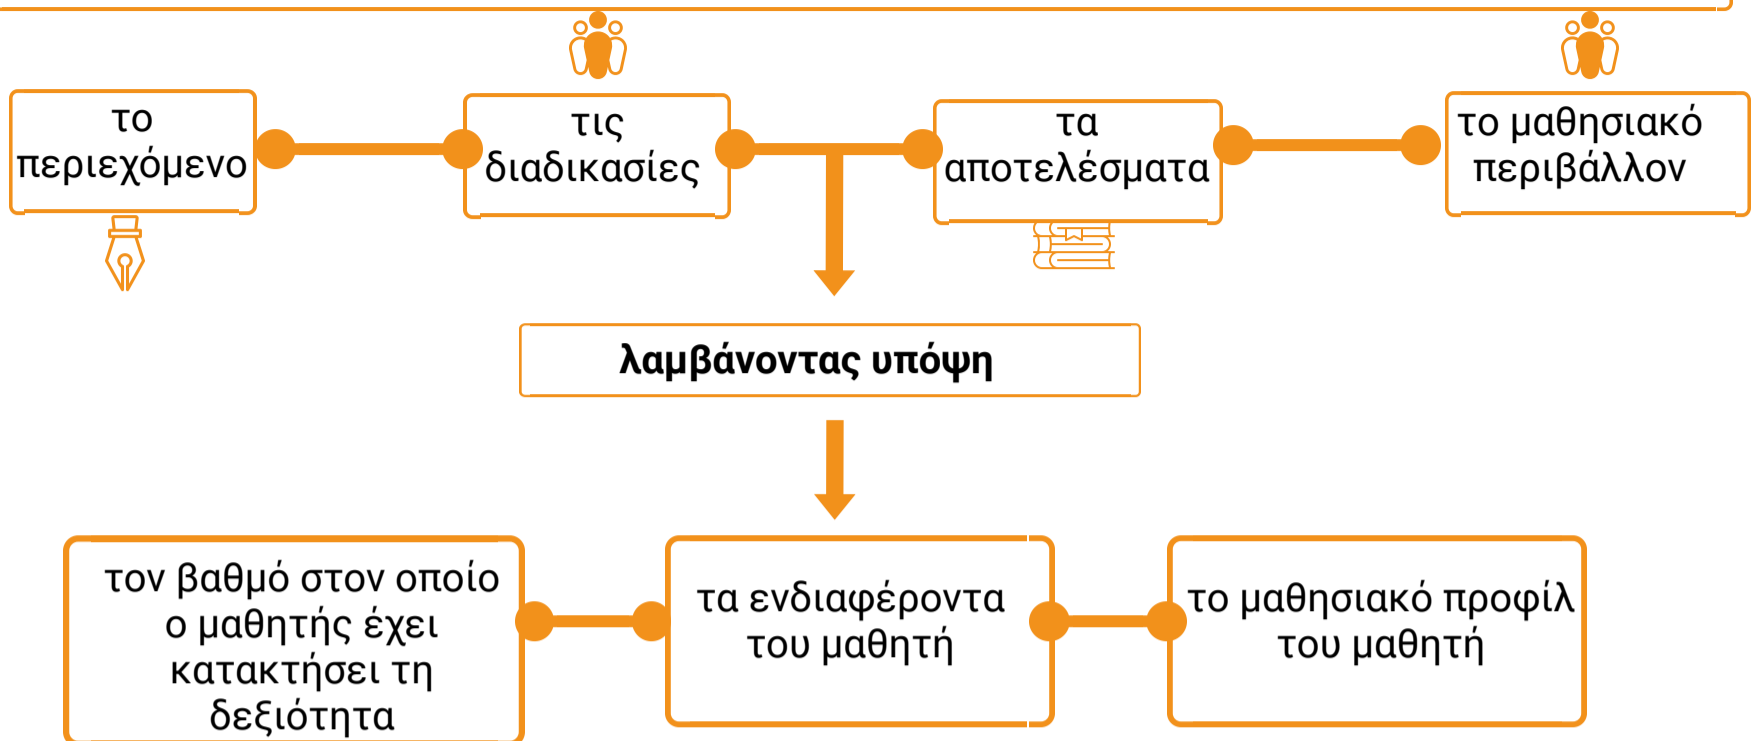 το
περιεχόμενο
τις
διαδικασίες
τα
αποτελέσματα
το μαθησιακό
περιβάλλον
λαμβάνοντας υπόψη
τον βαθμό στον οποίο
ο μαθητής έχει
κατακτήσει τη
δεξιότητα
τα ενδιαφέροντα
του μαθητή
το μαθησιακό προφίλ
του μαθητή